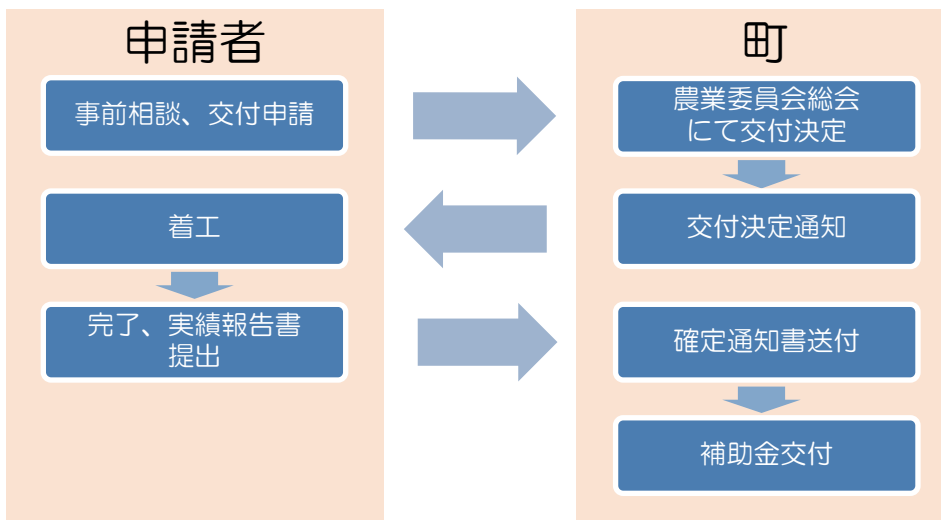 申請者
事前相談、交付申請
着工
完了、実績報告書
提出
町
農業委員会総会
にて交付決定
交付決定通知
確定通知書送付
補助金交付